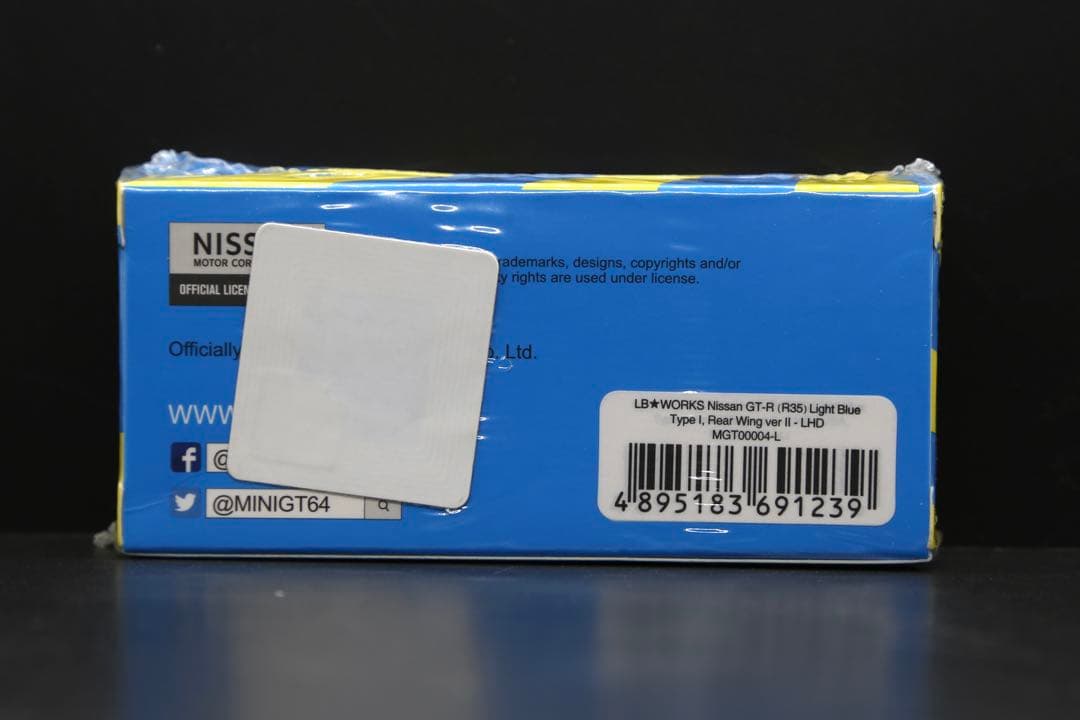 NISS
MOTOR COR
OFFICIAL LICEN
rademarks, designs, copyrights and/or
y rights are used under license.
Officially
o. Ltd.
www
f @
@MINIGT64
LB★WORKS Nissan GT-R (R35) Light Blue
Type I, Rear Wing ver II - LHD
MGT00004-L
4 895183 691239